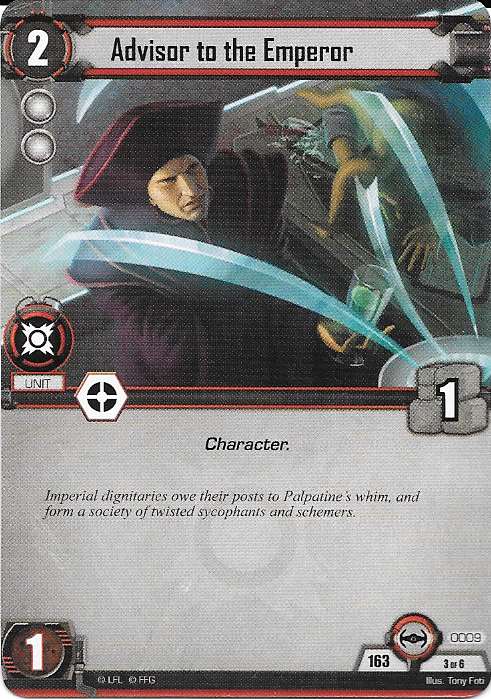 2
Advisor to the Emperor
UNIT
1
Character.
Imperial dignitaries owe their posts to Palpatine's whim, and
form a society of twisted sycophants and schemers.
1
0009
163
3 OF 6
© LFL © FFG
Illus. Tony Foti